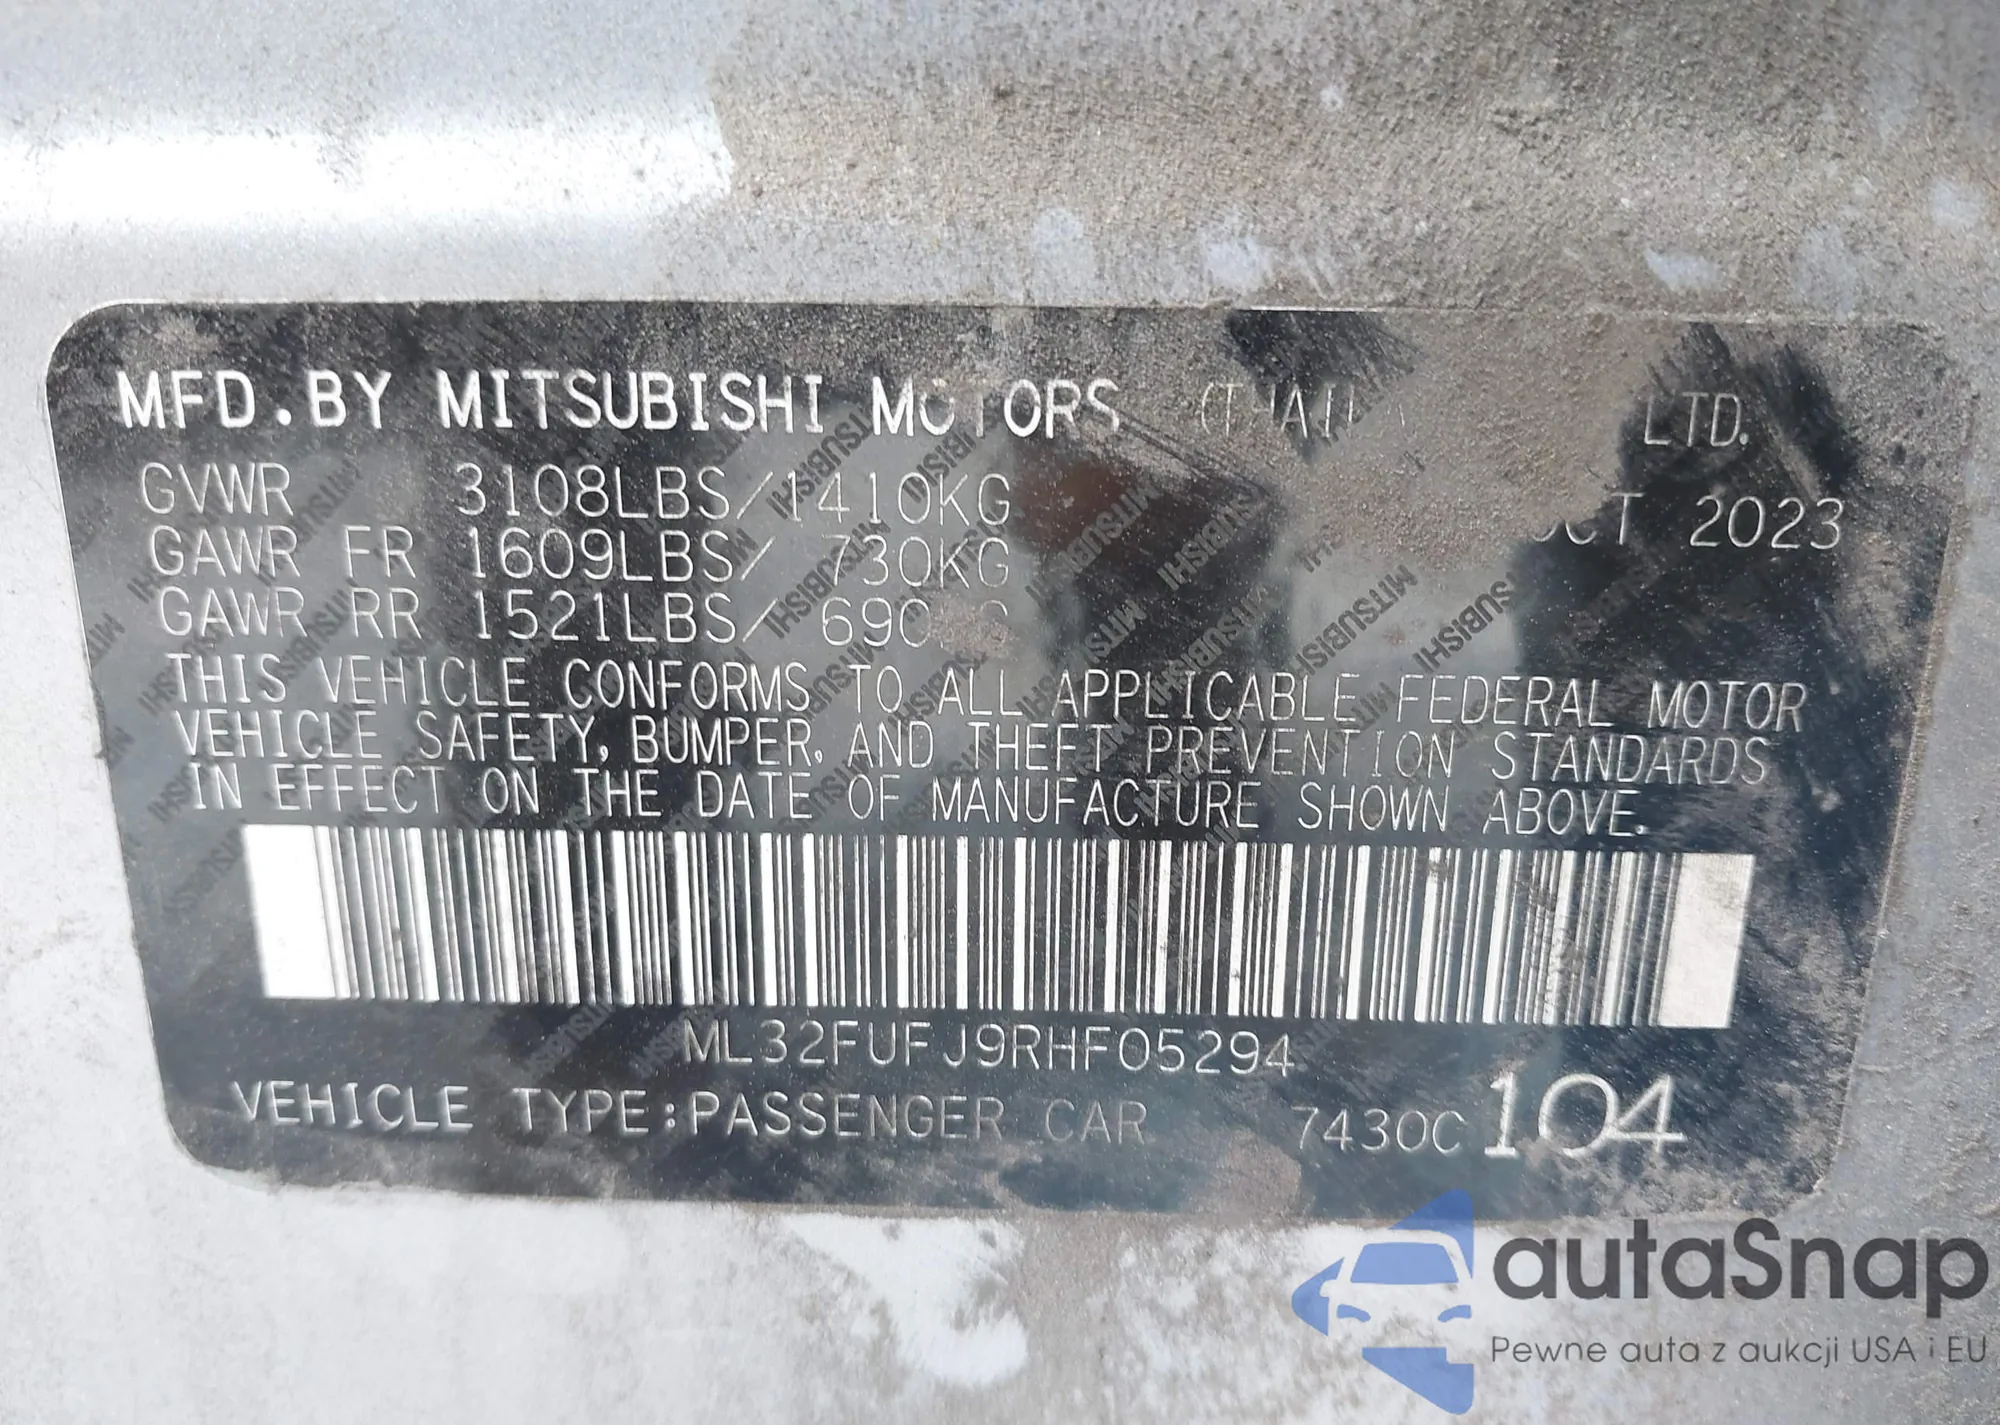 MFD.BY MITSUBISHI MOTORS LTD.
GVWR 3108LBS/1410KG
OCT 2023
GAWR FR 1609LBS/ 730KG
GAWR RR 1521LBS/
THIS VEHICLE CONFORMS TO ALL APPLICABLE FEDERAL MOTOR
VEHICLE SAFETY, BUMPER, AND THEFT PREVENTION STANDARDS
IN EFFECT ON THE DATE OF MANUFACTURE SHOWN ABOVE.
ML32FUFJ9RHF05294
VEHICLE TYPE:PASSENGER CAR 7430C 104
autaSnap
Pewne auta z aukcji USA i EU